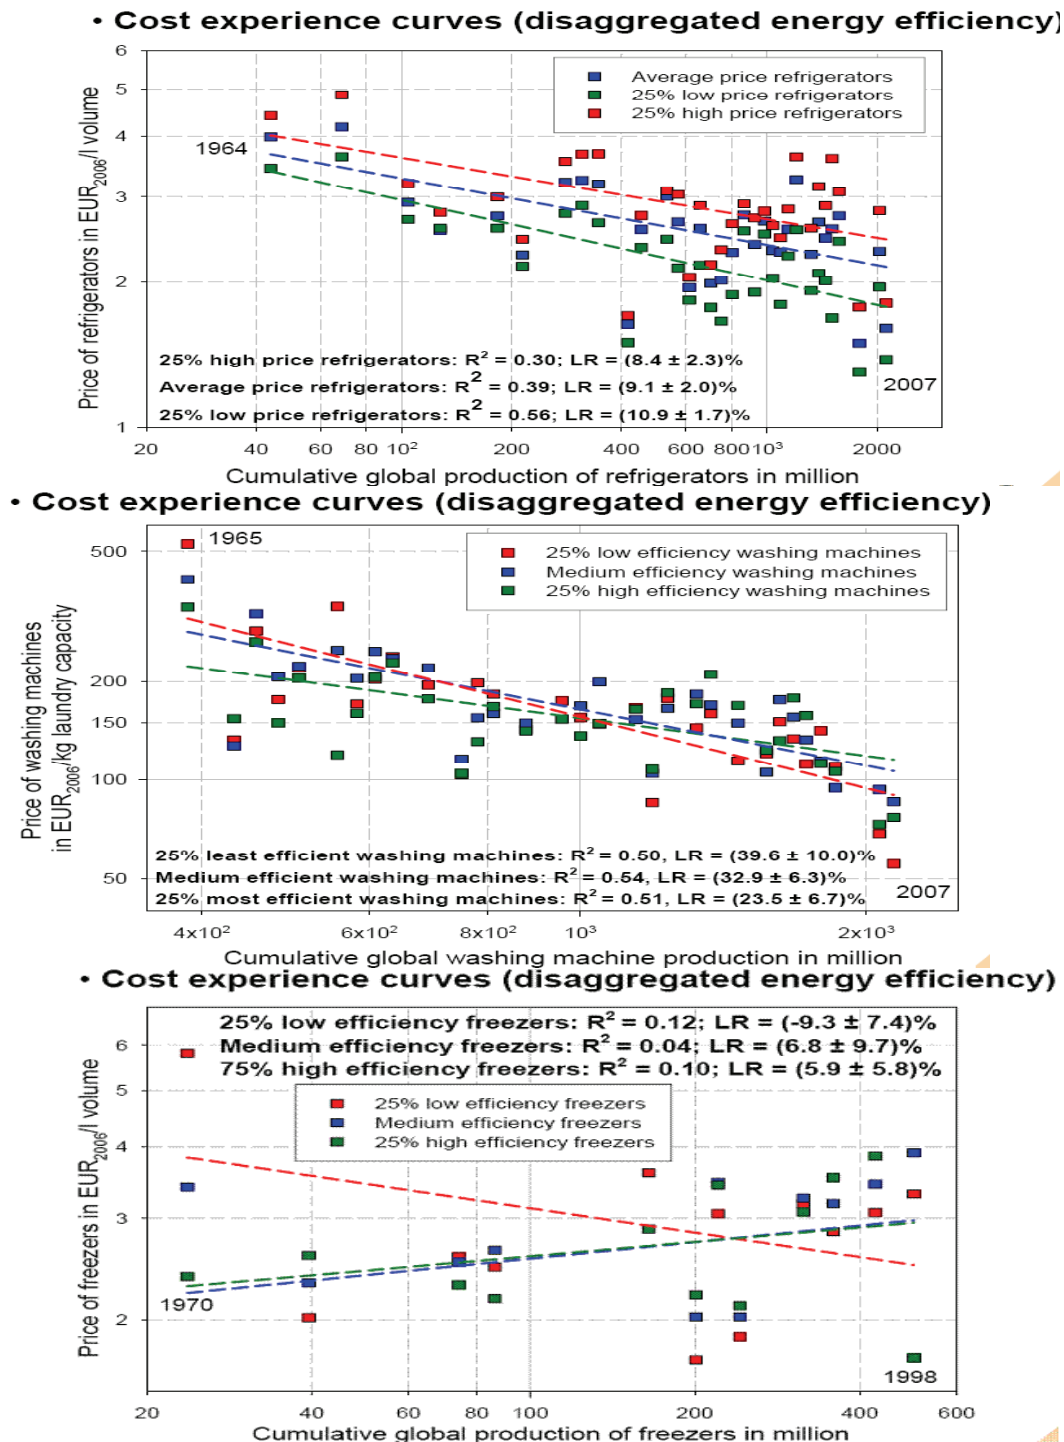 • Cost experience curves (disaggregated energy efficiency)
6
5
4
3
2
1
Price of refrigerators in EUR2006/l volume
Average price refrigerators
25% low price refrigerators
25% high price refrigerators
1964
25% high price refrigerators: R² = 0.30; LR = (8.4 ± 2.3)%
Average price refrigerators: R² = 0.39; LR = (9.1 ± 2.0)%
25% low price refrigerators: R² = 0.56; LR = (10.9 ± 1.7)%
2007
20 40 60 80 10² 200 400 600 800 10³ 2000
Cumulative global production of refrigerators in million
• Cost experience curves (disaggregated energy efficiency)
500
200
150
100
50
Price of washing machines
in EUR2006/kg laundry capacity
1965
25% low efficiency washing machines
Medium efficiency washing machines
25% high efficiency washing machines
25% least efficient washing machines: R² = 0.50, LR = (39.6 ± 10.0)%
Medium efficient washing machines: R² = 0.54, LR = (32.9 ± 6.3)%
25% most efficient washing machines: R² = 0.51, LR = (23.5 ± 6.7)%
2007
4x10² 6x10² 8x10² 10³ 2x10³
Cumulative global washing machine production in million
• Cost experience curves (disaggregated energy efficiency)
25% low efficiency freezers: R² = 0.12; LR = (-9.3 ± 7.4)%
Medium efficiency freezers: R² = 0.04; LR = (6.8 ± 9.7)%
75% high efficiency freezers: R² = 0.10; LR = (5.9 ± 5.8)%
6
5
4
3
2
Price of freezers in EUR2006/l volume
25% low efficiency freezers
Medium efficiency freezers
25% high efficiency freezers
1970
1998
20 40 60 80 100 200 400 600
Cumulative global production of freezers in million